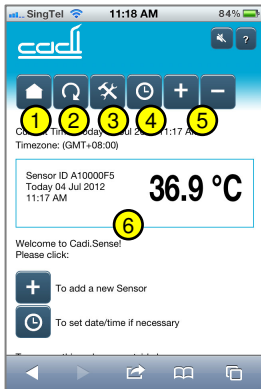 SingTel 11:18 AM 84%
cadi
?
1 2 3 4 5
Timezone: (GMT+08:00)
Sensor ID A10000F5
Today 04 Jul 2012
11:17 AM
36.9 °C
6
Welcome to Cadi.Sense!
Please click:
To add a new Sensor
To set date/time if necessary